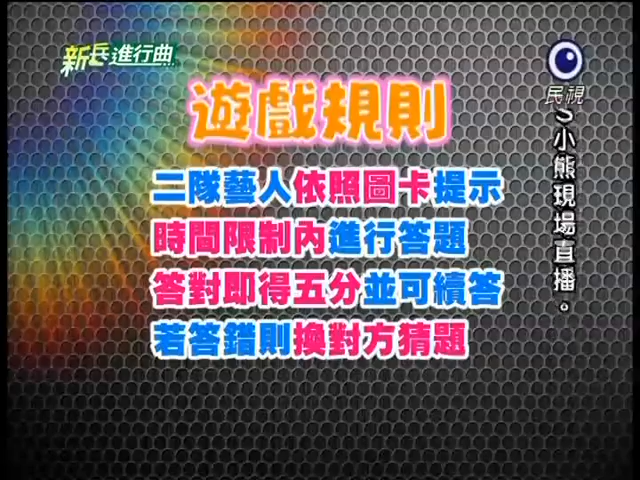 新兵進行曲
民視
遊戲規則
二隊藝人依照圖卡提示
時間限制內進行答題
答對即得五分並可續答
若答錯則換對方猜題
S小熊現場直播。